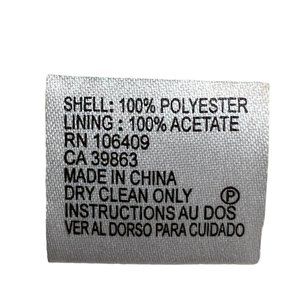 SHELL: 100% POLYESTER
LINING : 100% ACETATE
RN 106409
CA 39863
MADE IN CHINA
DRY CLEAN ONLY P
INSTRUCTIONS AU DOS
VER AL DORSO PARA CUIDADO